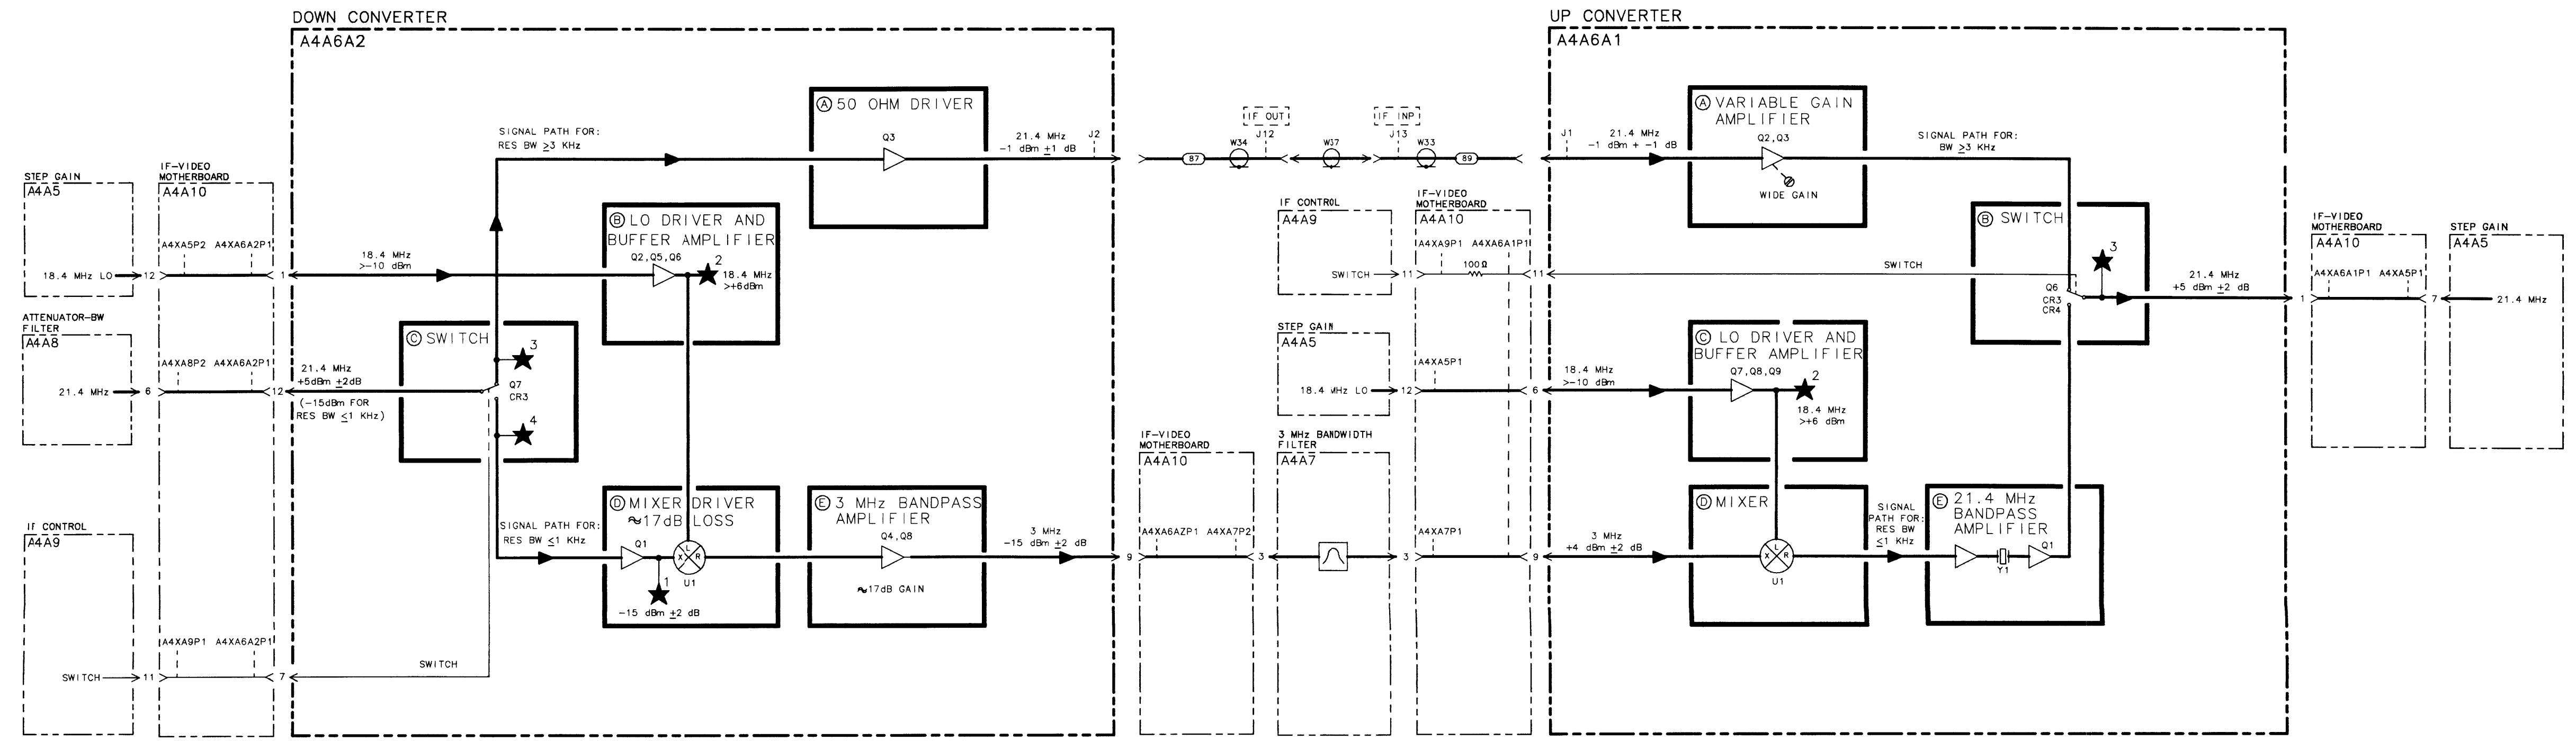 DOWN CONVERTER
A4A6A2
STEP GAIN
A4A5
18.4 MHz LO
12
IF-VIDEO
MOTHERBOARD
A4A10
A4XA5P2 A4XA6A2P1
1
18.4 MHz
>-10 dBm
ATTENUATOR-BW
FILTER
A4A8
21.4 MHz
6
A4XA8P2 A4XA6A2P1
12
21.4 MHz
+5dBm ±2dB
(-15dBm FOR
RES BW ≤1 KHz)
IF CONTROL
A4A9
SWITCH
11
A4XA9P1 A4XA6A2P1
7
SWITCH
Ⓒ SWITCH
3
Q7
CR3
4
SIGNAL PATH FOR:
RES BW ≥3 KHz
Ⓐ 50 OHM DRIVER
Q3
21.4 MHz
-1 dBm ±1 dB
J2
Ⓑ LO DRIVER AND
BUFFER AMPLIFIER
Q2,Q5,Q6
2
18.4 MHz
>+6dBm
SIGNAL PATH FOR:
RES BW ≤1 KHz
Ⓓ MIXER DRIVER
≈17dB LOSS
Q1
L
X R
U1
1
-15 dBm ±2 dB
Ⓔ 3 MHz BANDPASS
AMPLIFIER
Q4,Q8
≈17dB GAIN
3 MHz
-15 dBm ±2 dB
9
IF-VIDEO
MOTHERBOARD
A4A10
A4XA6AZP1 A4XA7P2
3
3 MHz BANDWIDTH
FILTER
A4A7
3
87
W34
IF OUT
J12
W37
IF INP
J13
W33
89
IF CONTROL
A4A9
SWITCH
11
IF-VIDEO
MOTHERBOARD
A4A10
A4XA9P1 A4XA6A1P1
100Ω
11
STEP GAIN
A4A5
18.4 MHz LO
12
A4XA5P1
6
A4XA7P1
9
UP CONVERTER
A4A6A1
J1
21.4 MHz
-1 dBm + -1 dB
Ⓐ VARIABLE GAIN
AMPLIFIER
Q2,Q3
WIDE GAIN
SIGNAL PATH FOR:
BW ≥3 KHz
SWITCH
Ⓑ SWITCH
3
Q6
CR3
CR4
21.4 MHz
+5 dBm ±2 dB
18.4 MHz
>-10 dBm
Ⓒ LO DRIVER AND
BUFFER AMPLIFIER
Q7,Q8,Q9
2
18.4 MHz
>+6 dBm
3 MHz
+4 dBm ±2 dB
Ⓓ MIXER
L
X R
U1
SIGNAL
PATH FOR:
RES BW
≤1 KHz
Ⓔ 21.4 MHz
BANDPASS
AMPLIFIER
Y1
Q1
1
IF-VIDEO
MOTHERBOARD
A4A10
A4XA6A1P1 A4XA5P1
7
STEP GAIN
A4A5
21.4 MHz